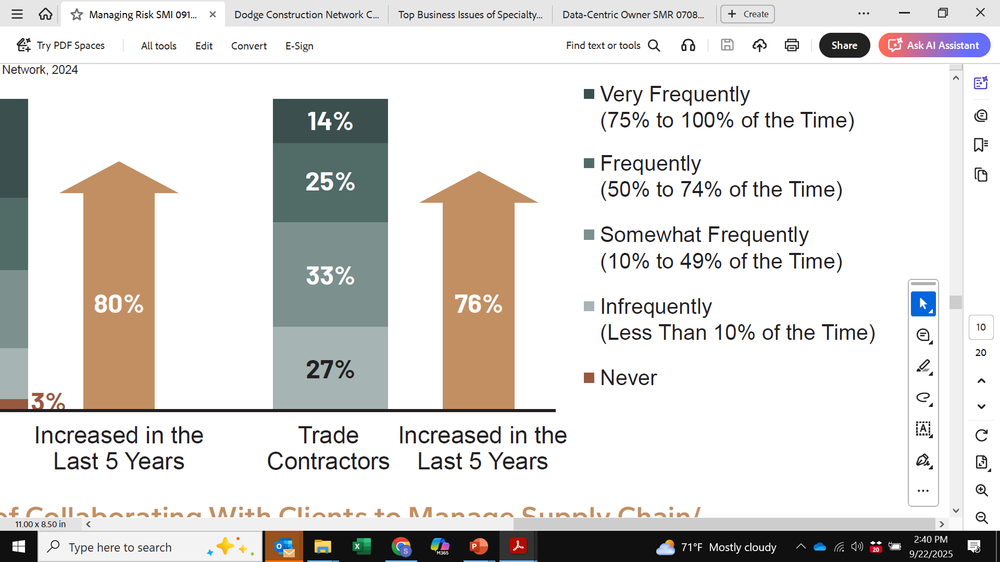 Managing Risk SMI 091...
Dodge Construction Network C...
Top Business Issues of Specialty...
Data-Centric Owner SMR 0708...
+ Create
Try PDF Spaces
All tools
Edit
Convert
E-Sign
Find text or tools
Share
Ask AI Assistant
Network, 2024
14%
25%
33%
27%
80%
76%
3%
Increased in the
Last 5 Years
Trade
Contractors
Increased in the
Last 5 Years
Very Frequently
(75% to 100% of the Time)
Frequently
(50% to 74% of the Time)
Somewhat Frequently
(10% to 49% of the Time)
Infrequently
(Less Than 10% of the Time)
Never
10
20
of Collaborating With Clients to Manage Supply Chain/
11.00 x 8.50 in
Type here to search
M365
71°F Mostly cloudy
20
2:40 PM
9/22/2025